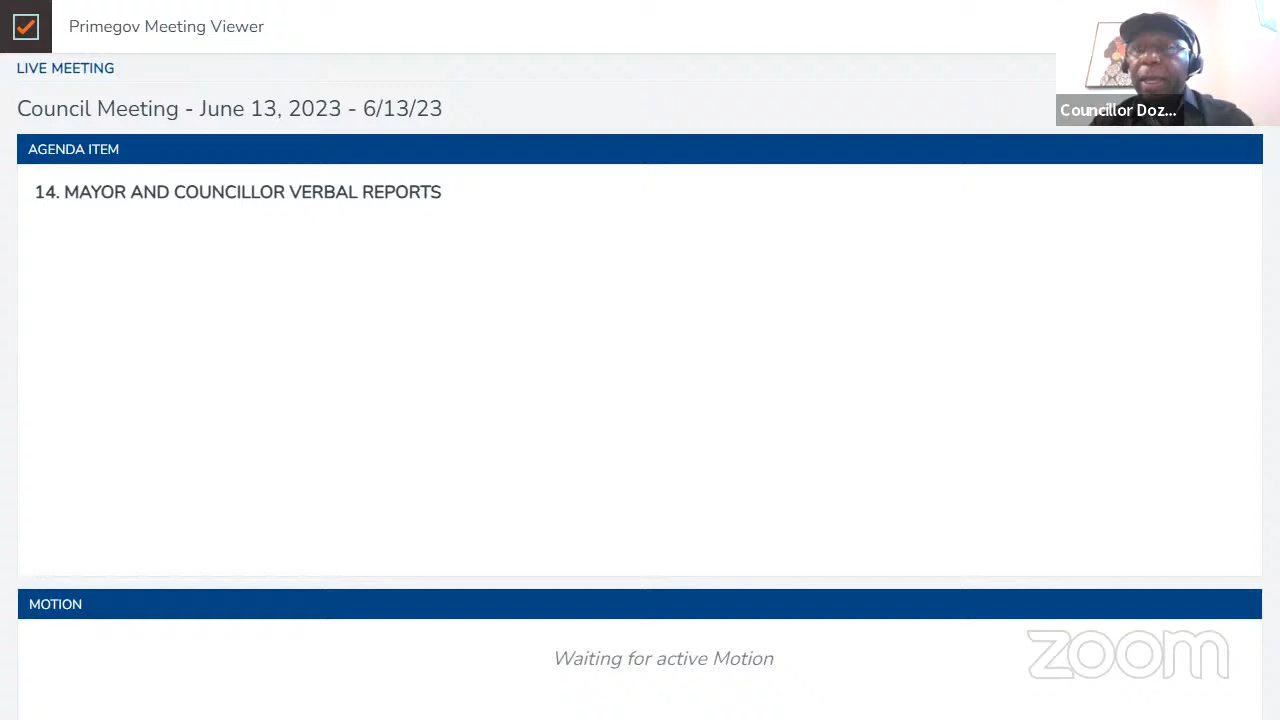 Primegov Meeting Viewer
LIVE MEETING
Council Meeting - June 13, 2023 - 6/13/23
Councillor Doz...
AGENDA ITEM
14. MAYOR AND COUNCILLOR VERBAL REPORTS
MOTION
Waiting for active Motion
zoom